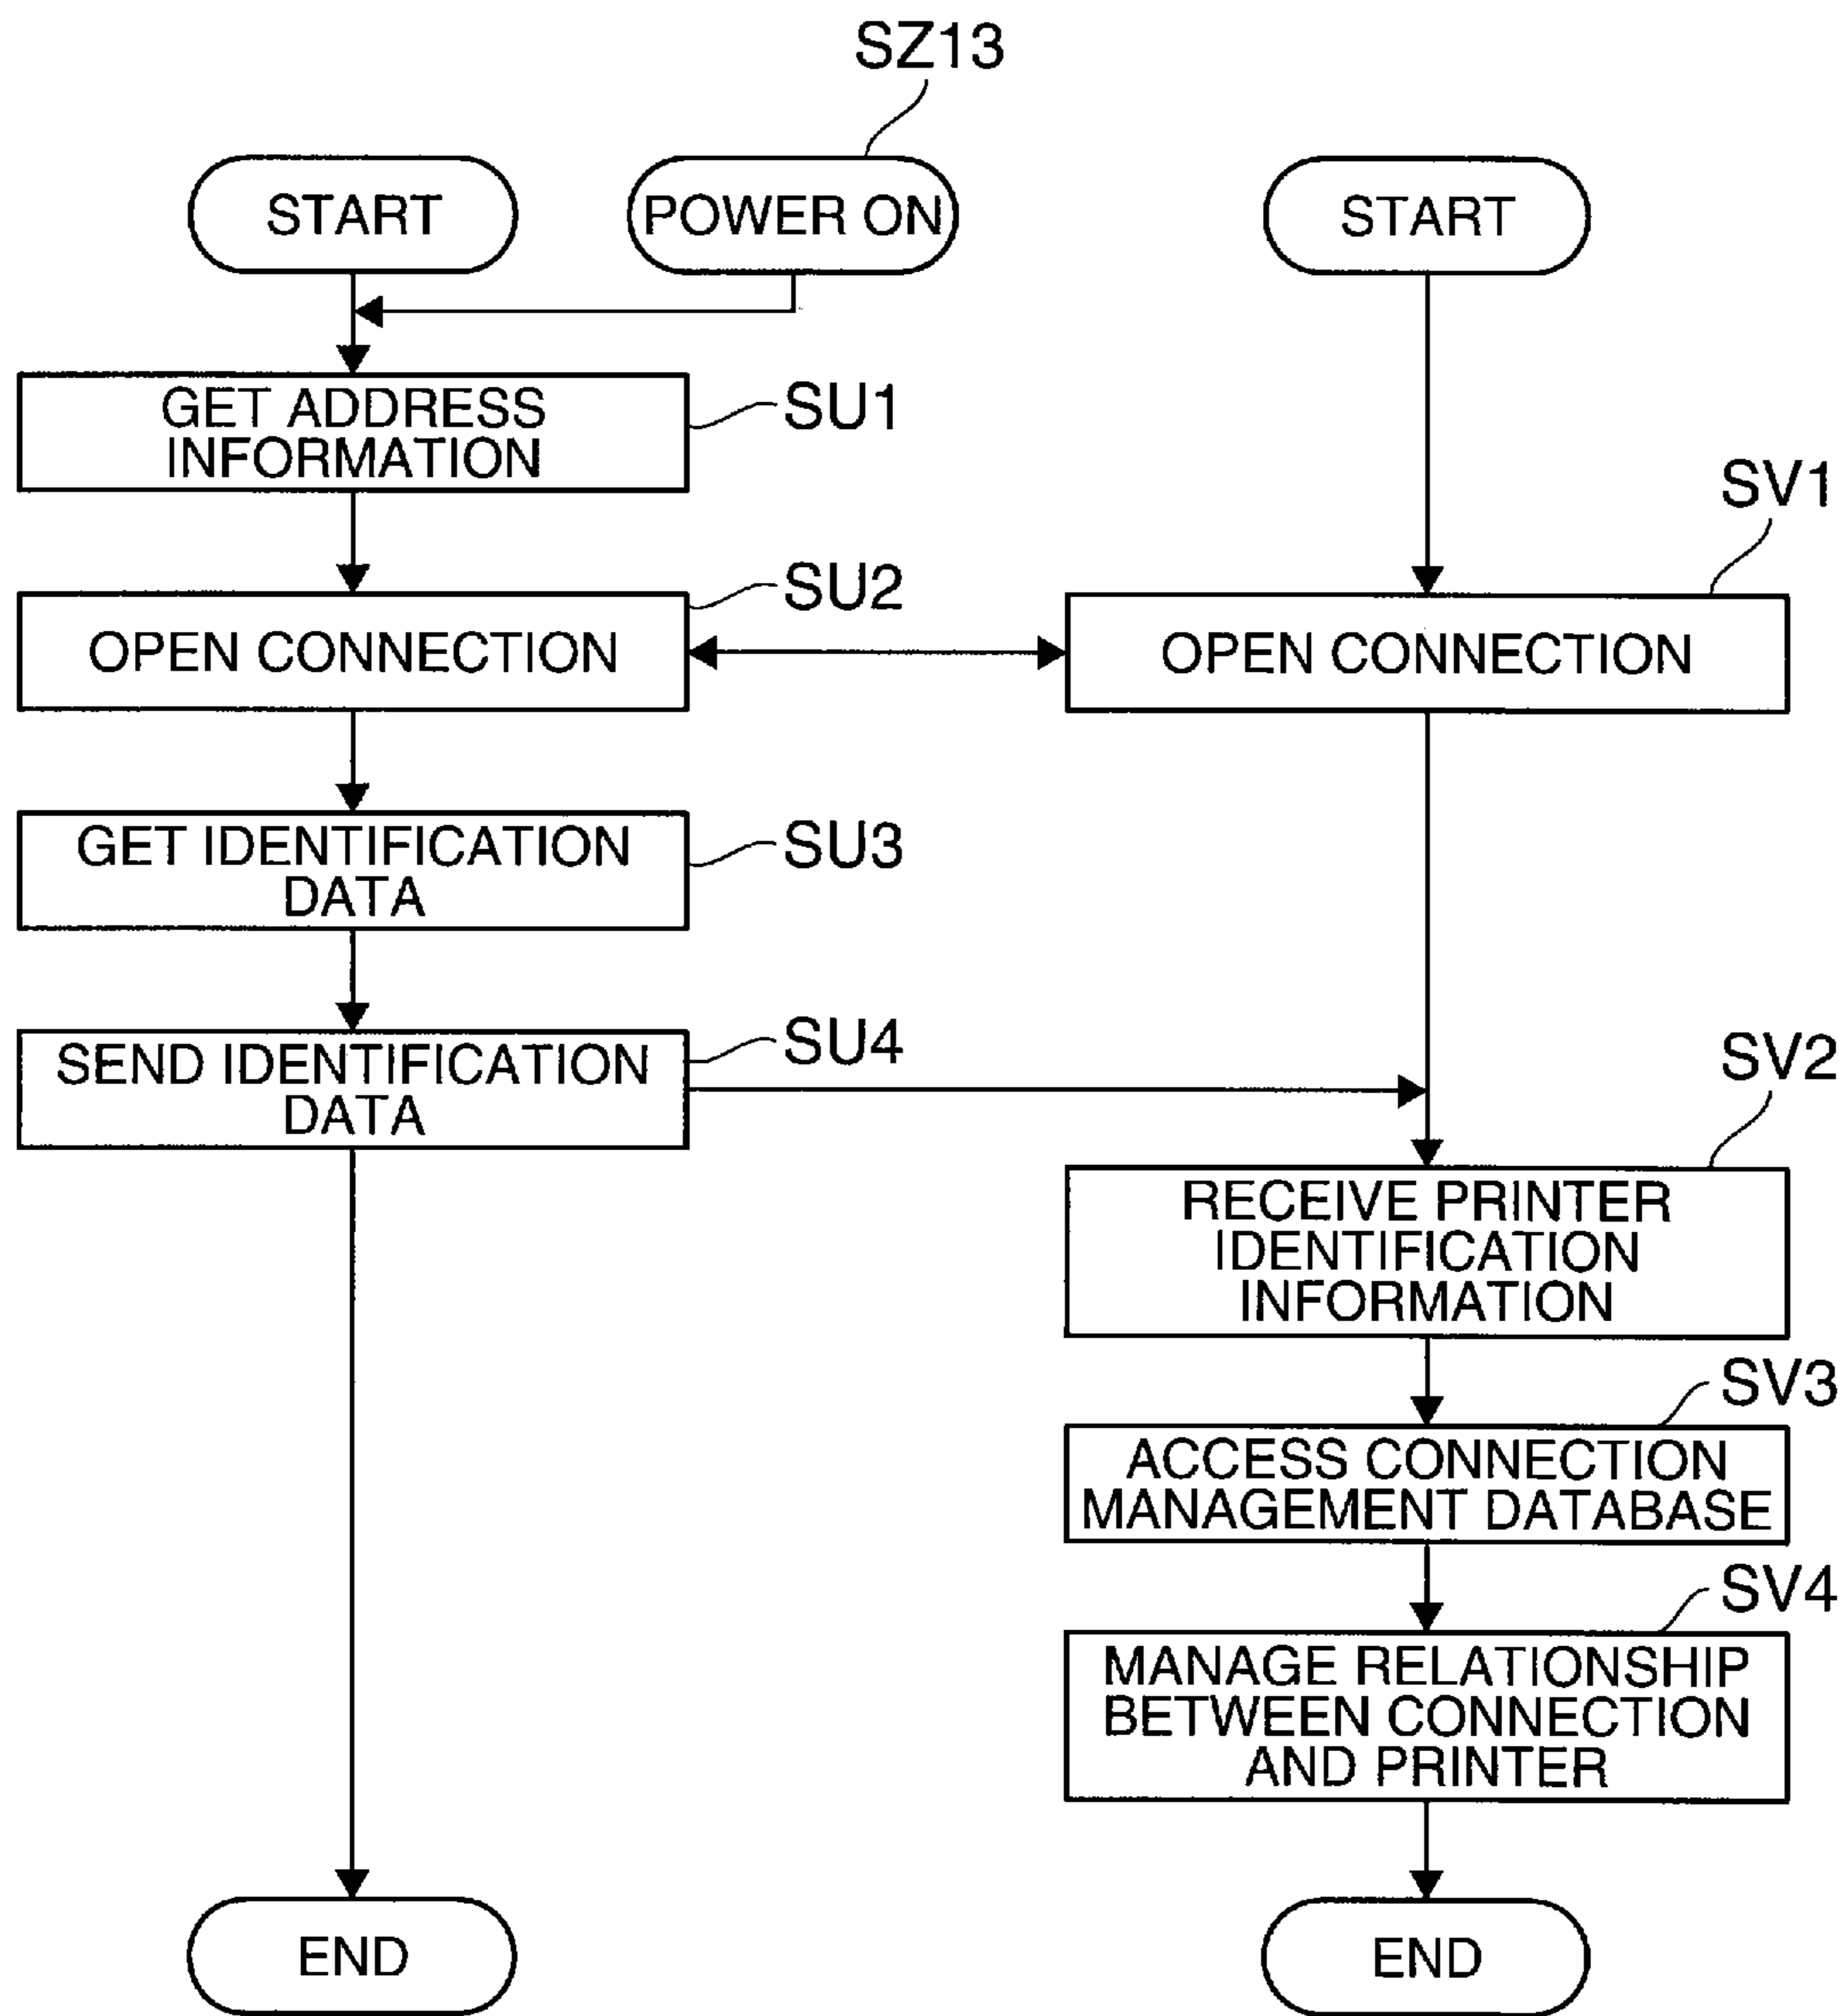 SZ13
START
POWER ON
START
GET ADDRESS
INFORMATION
SU1
SV1
OPEN CONNECTION
SU2
OPEN CONNECTION
GET IDENTIFICATION
DATA
SU3
SEND IDENTIFICATION
DATA
SU4
SV2
RECEIVE PRINTER
IDENTIFICATION
INFORMATION
SV3
ACCESS CONNECTION
MANAGEMENT DATABASE
SV4
MANAGE RELATIONSHIP
BETWEEN CONNECTION
AND PRINTER
END
END